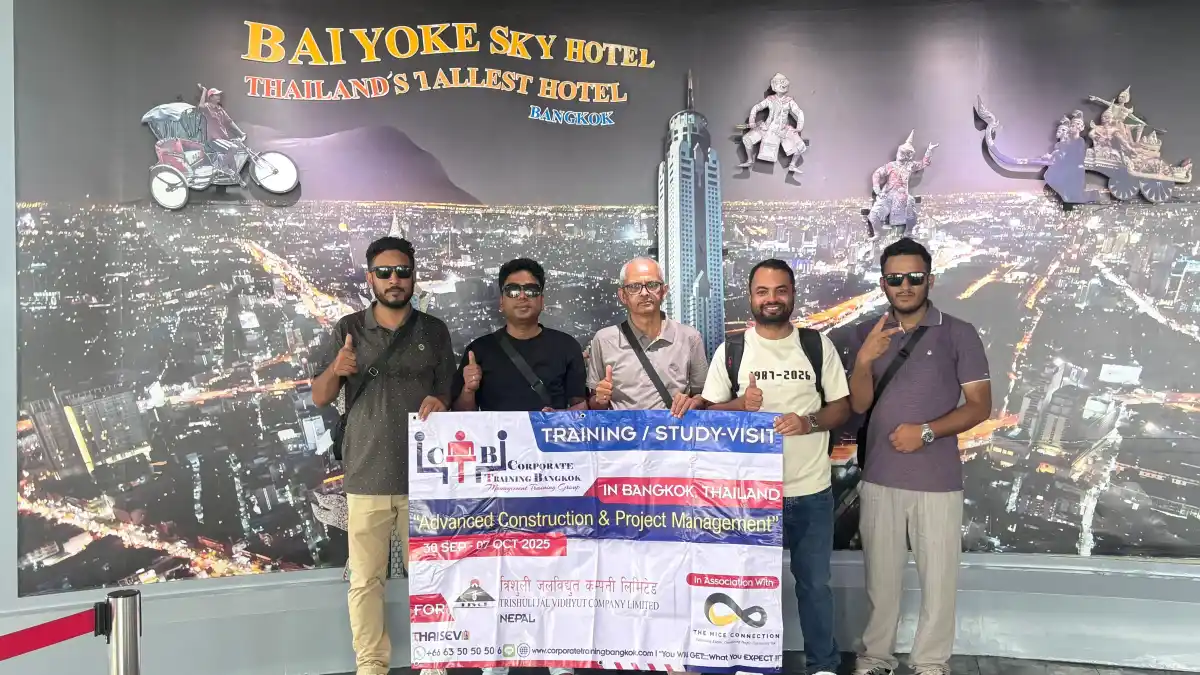 BAIYOKE SKY HOTEL
THAILAND'S TALLEST HOTEL
BANGKOK
1987-2026
TRAINING / STUDY-VISIT
CTB
CORPORATE
TRAINING BANGKOK
Management Training Group
IN BANGKOK, THAILAND
"Advanced Construction & Project Management"
30 SEP - 07 OCT 2025
In Association With
FOR
त्रिशुली जलविद्युत कम्पनी लिमिटेड
TRISHULI JAL VIDHYUT COMPANY LIMITED
NEPAL
THE MICE CONNECTION
THAISEVA
+66 63 50 50 50 6
www.corporatetrainingbangkok.com | "You Will GET...What You EXPECT !!"